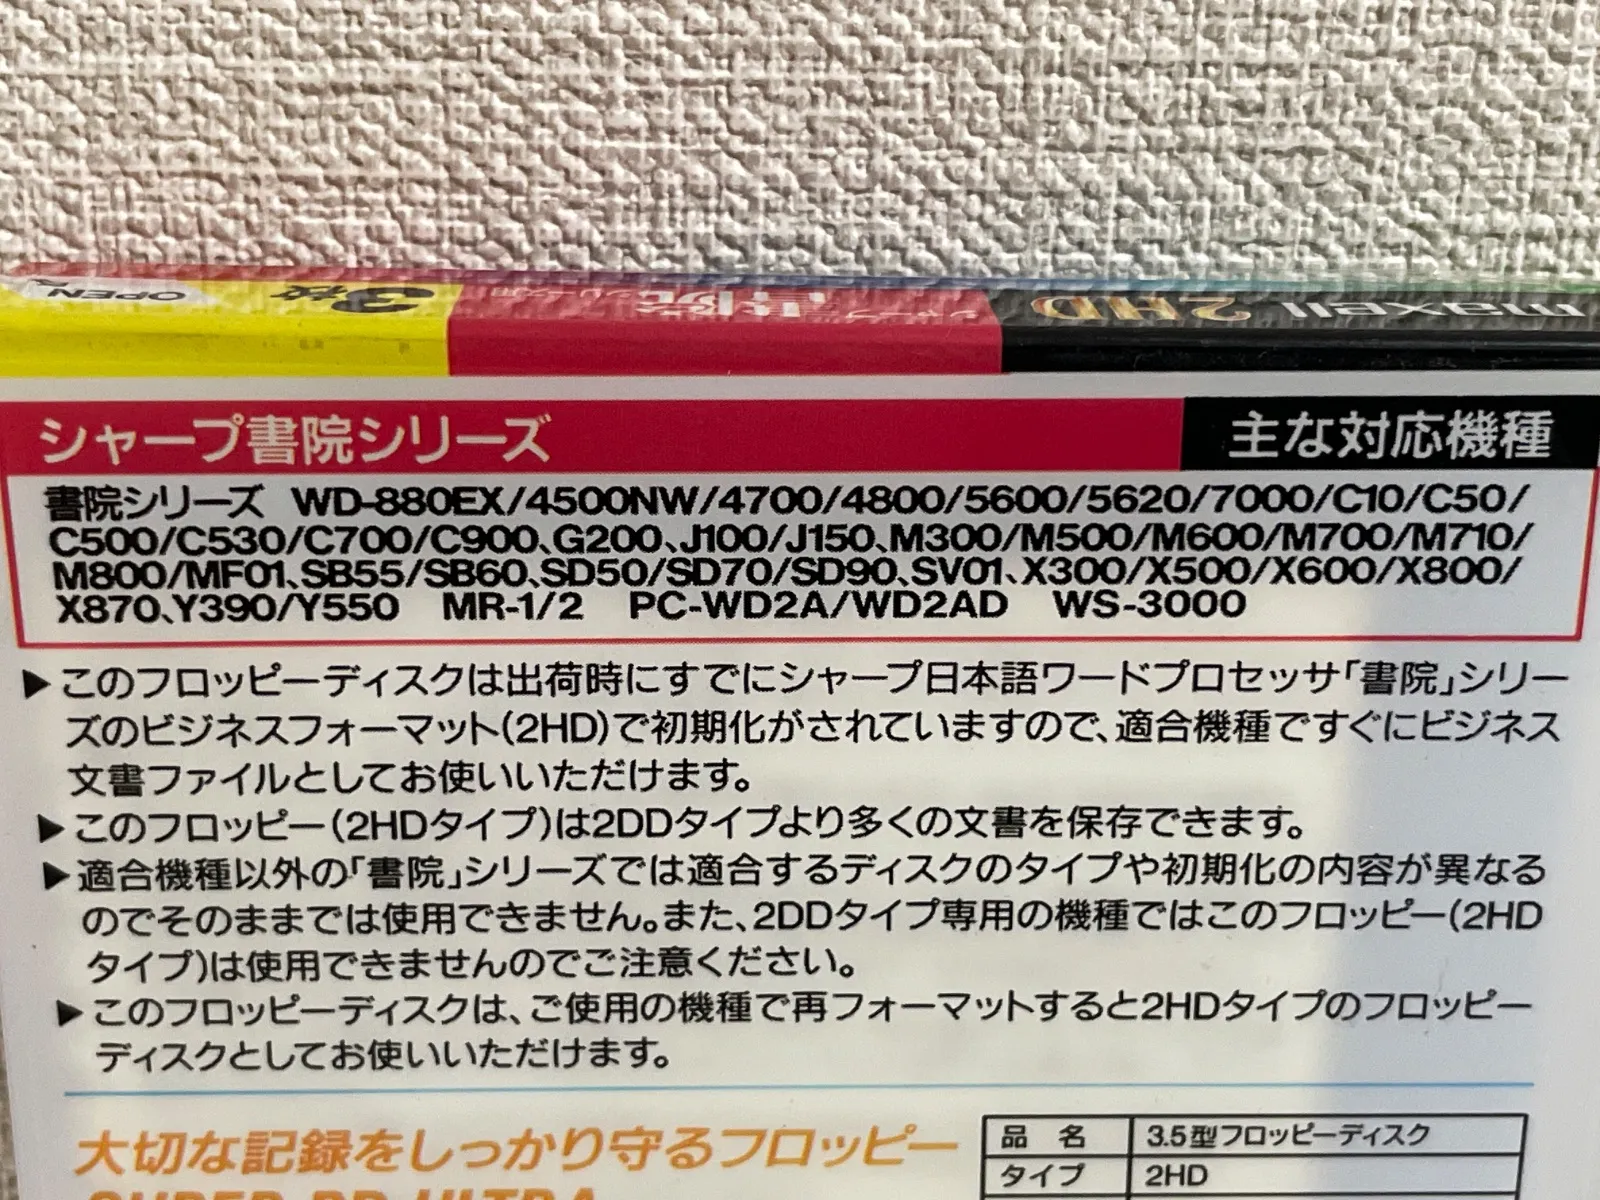 maxell 2HD
3枚
OPEN
シャープ書院シリーズ
主な対応機種
書院シリーズ WD-880EX/4500NW/4700/4800/5600/5620/7000/C10/C50/
C500/C530/C700/C900、G200、J100/J150、M300/M500/M600/M700/M710/
M800/MF01、SB55/SB60、SD50/SD70/SD90、SV01、X300/X500/X600/X800/
X870、Y390/Y550 MR-1/2 PC-WD2A/WD2AD WS-3000
▶このフロッピーディスクは出荷時にすでにシャープ日本語ワードプロセッサ「書院」シリー
ズのビジネスフォーマット(2HD)で初期化がされていますので、適合機種ですぐにビジネス
文書ファイルとしてお使いいただけます。
▶このフロッピー(2HDタイプ)は2DDタイプより多くの文書を保存できます。
▶適合機種以外の「書院」シリーズでは適合するディスクのタイプや初期化の内容が異なる
のでそのままでは使用できません。また、2DDタイプ専用の機種ではこのフロッピー(2HD
タイプ)は使用できませんのでご注意ください。
▶このフロッピーディスクは、ご使用の機種で再フォーマットすると2HDタイプのフロッピー
ディスクとしてお使いいただけます。
大切な記録をしっかり守るフロッピー
品 名 3.5型フロッピーディスク
タイプ 2HD